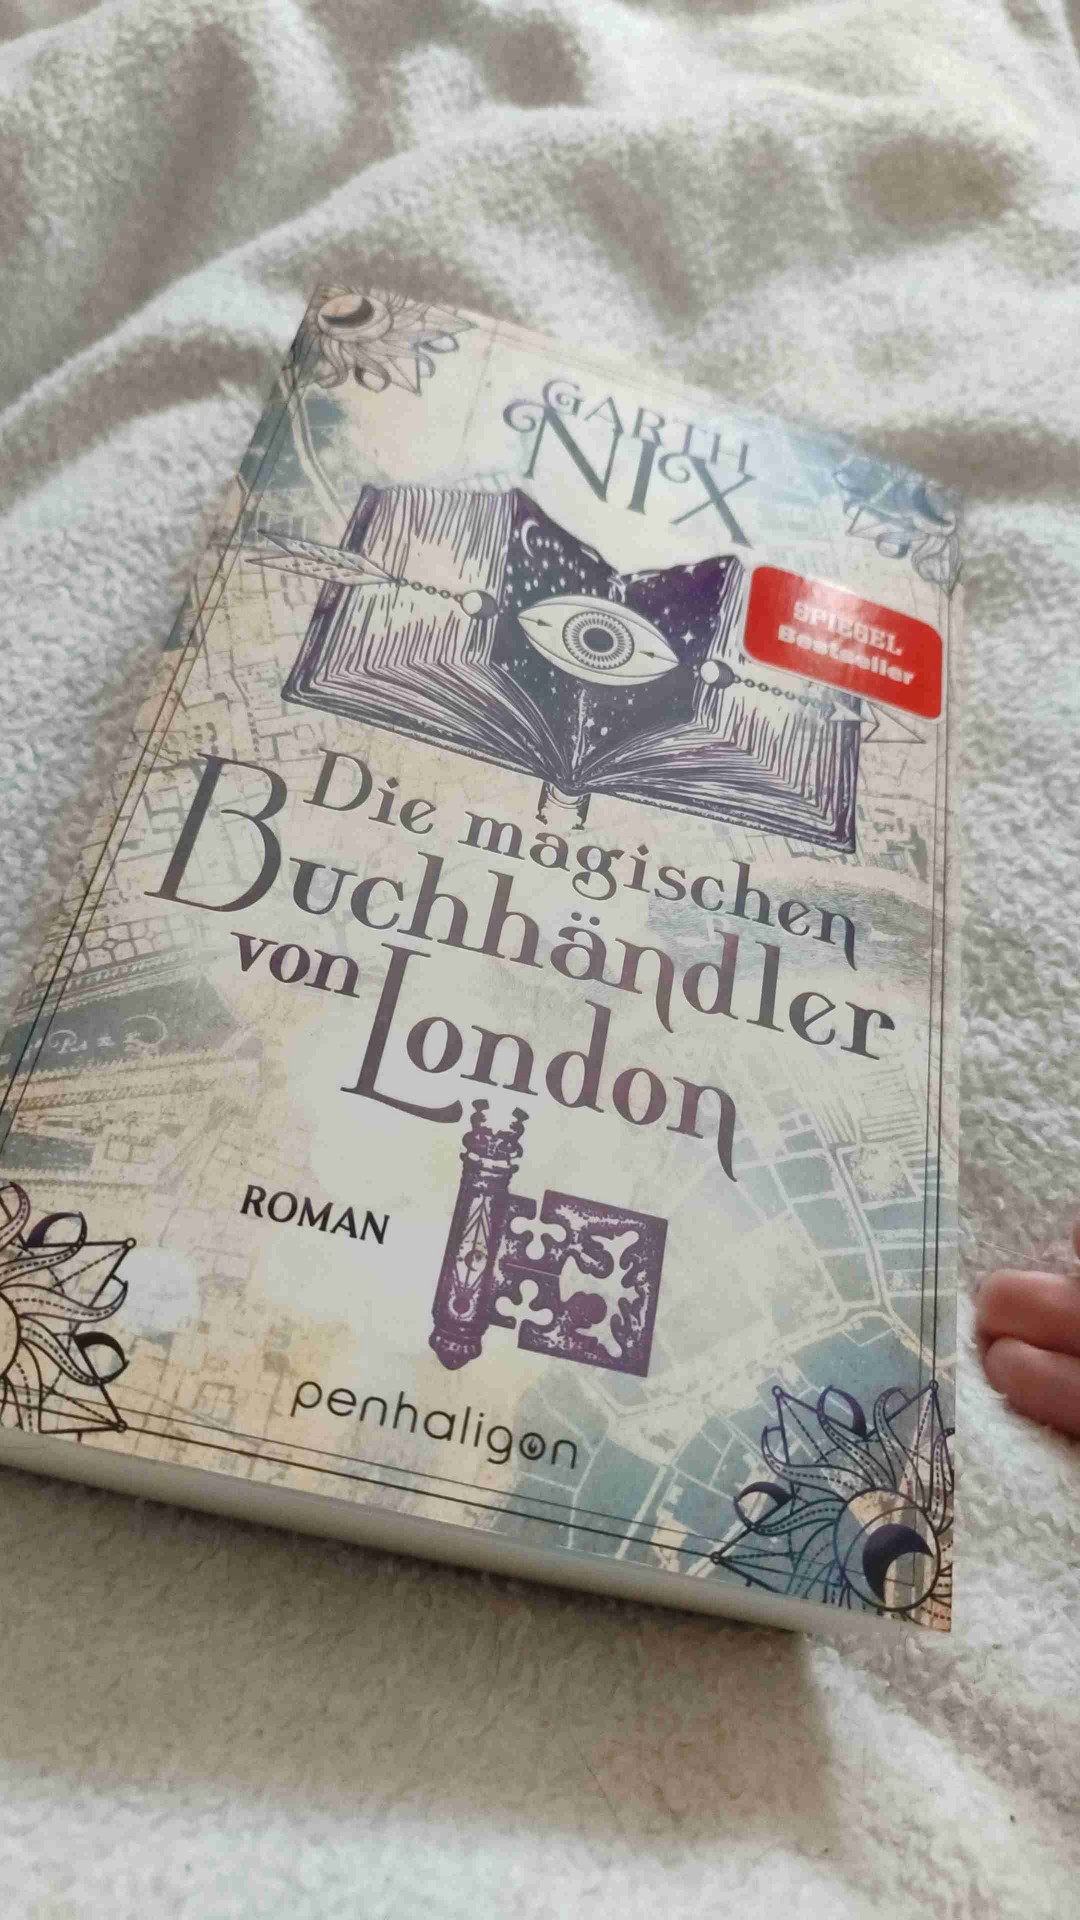 GARTH
NIX
SPIEGEL
Bestseller
Die magischen
Buchhändler
von London
ROMAN
penhaligon